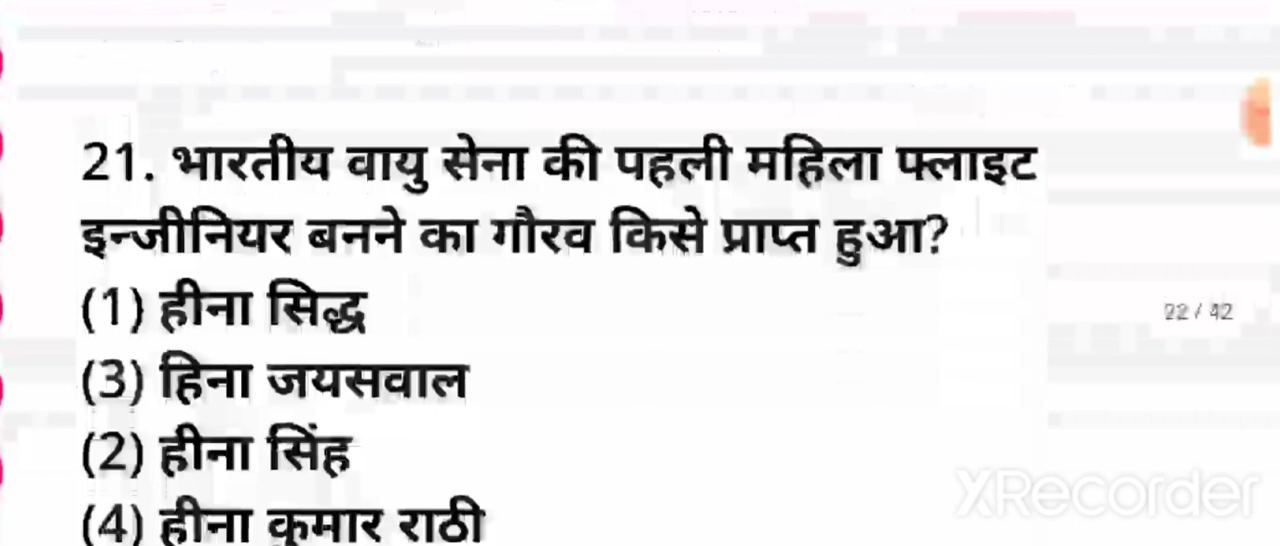 21. भारतीय वायु सेना की पहली महिला फ्लाइट
इन्जीनियर बनने का गौरव किसे प्राप्त हुआ?
(1) हीना सिद्ध
(3) हिना जयसवाल
(2) हीना सिंह
(4) हीना कुमार राठी
22 / 42
XRecorder